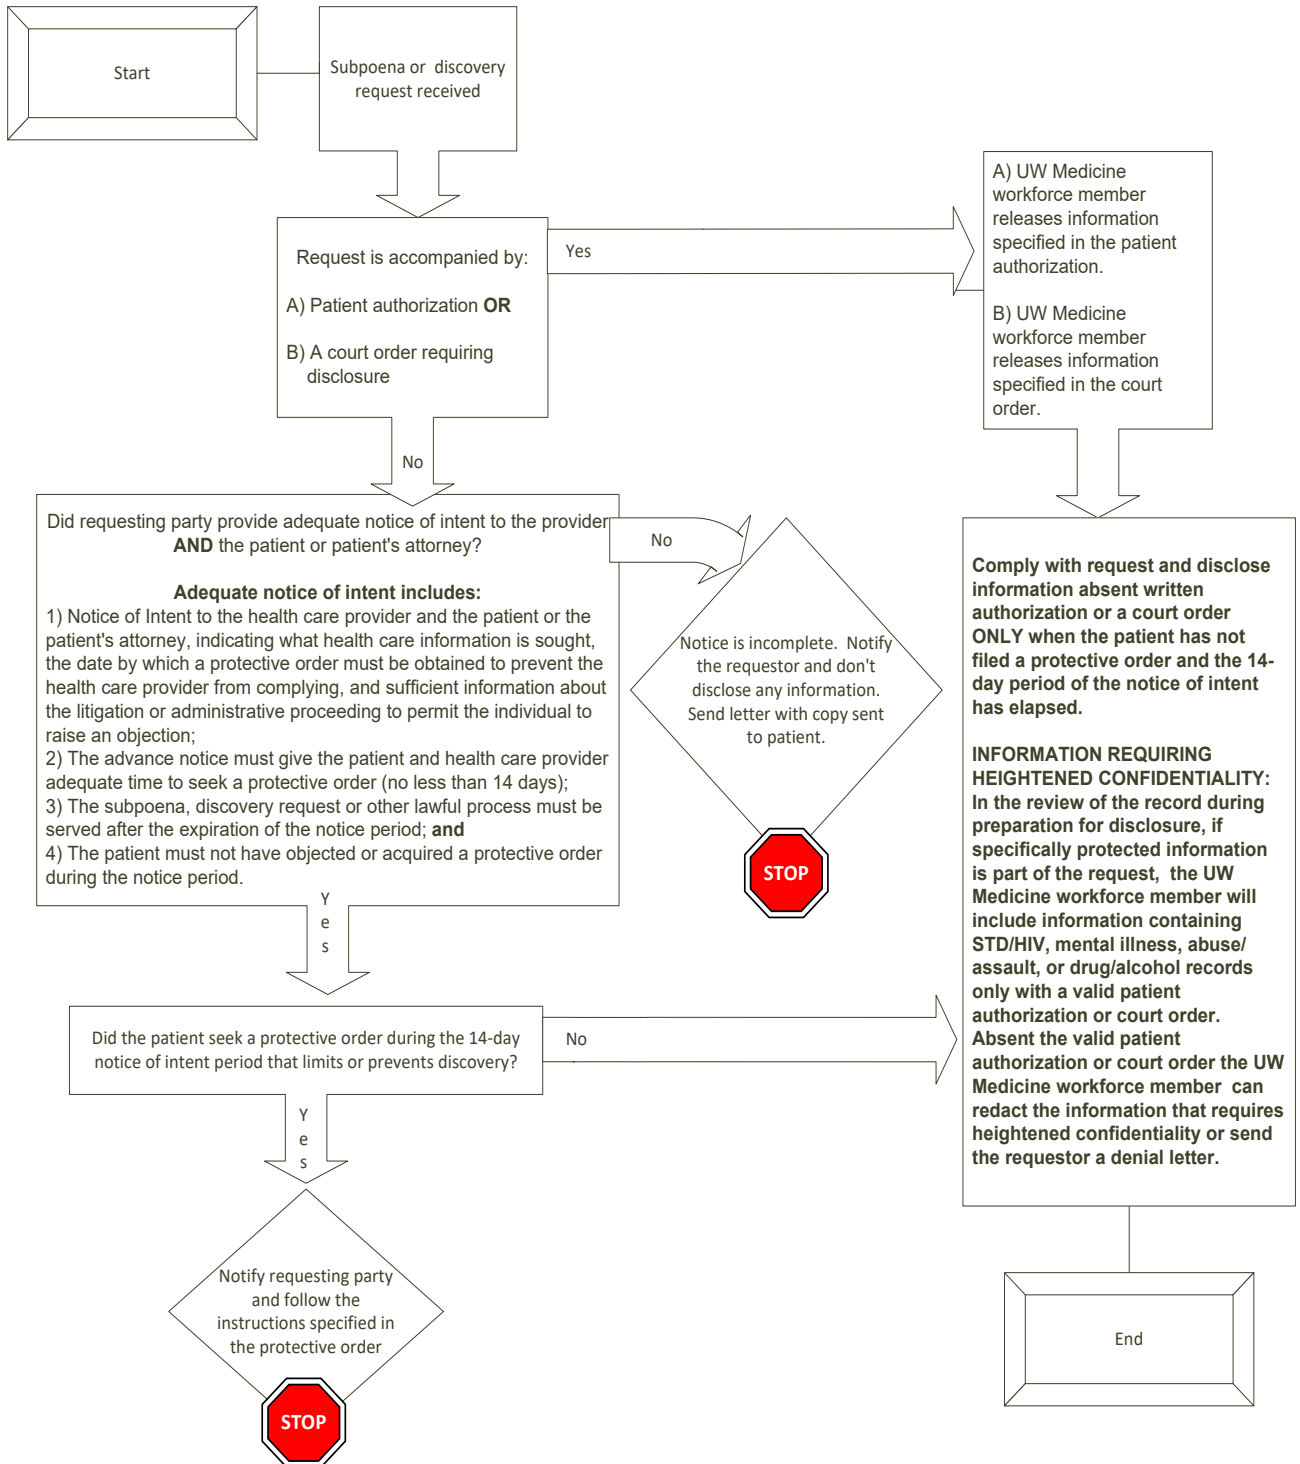 Start
Subpoena or discovery
request received
Request is accompanied by:
A) Patient authorization OR
B) A court order requiring
disclosure
Yes
A) UW Medicine
workforce member
releases information
specified in the patient
authorization.
B) UW Medicine
workforce member
releases information
specified in the court
order.
No
Did requesting party provide adequate notice of intent to the provider
AND the patient or patient's attorney?
Adequate notice of intent includes:
1) Notice of Intent to the health care provider and the patient or the
patient's attorney, indicating what health care information is sought,
the date by which a protective order must be obtained to prevent the
health care provider from complying, and sufficient information about
the litigation or administrative proceeding to permit the individual to
raise an objection;
2) The advance notice must give the patient and health care provider
adequate time to seek a protective order (no less than 14 days);
3) The subpoena, discovery request or other lawful process must be
served after the expiration of the notice period; and
4) The patient must not have objected or acquired a protective order
during the notice period.
No
Notice is incomplete. Notify
the requestor and don't
disclose any information.
Send letter with copy sent
to patient.
STOP
Comply with request and disclose
information absent written
authorization or a court order
ONLY when the patient has not
filed a protective order and the 14-
day period of the notice of intent
has elapsed.
INFORMATION REQUIRING
HEIGHTENED CONFIDENTIALITY:
In the review of the record during
preparation for disclosure, if
specifically protected information
is part of the request, the UW
Medicine workforce member will
include information containing
STD/HIV, mental illness, abuse/
assault, or drug/alcohol records
only with a valid patient
authorization or court order.
Absent the valid patient
authorization or court order the UW
Medicine workforce member can
redact the information that requires
heightened confidentiality or send
the requestor a denial letter.
Y
e
s
Did the patient seek a protective order during the 14-day
notice of intent period that limits or prevents discovery?
No
Y
e
s
Notify requesting party
and follow the
instructions specified in
the protective order
STOP
End